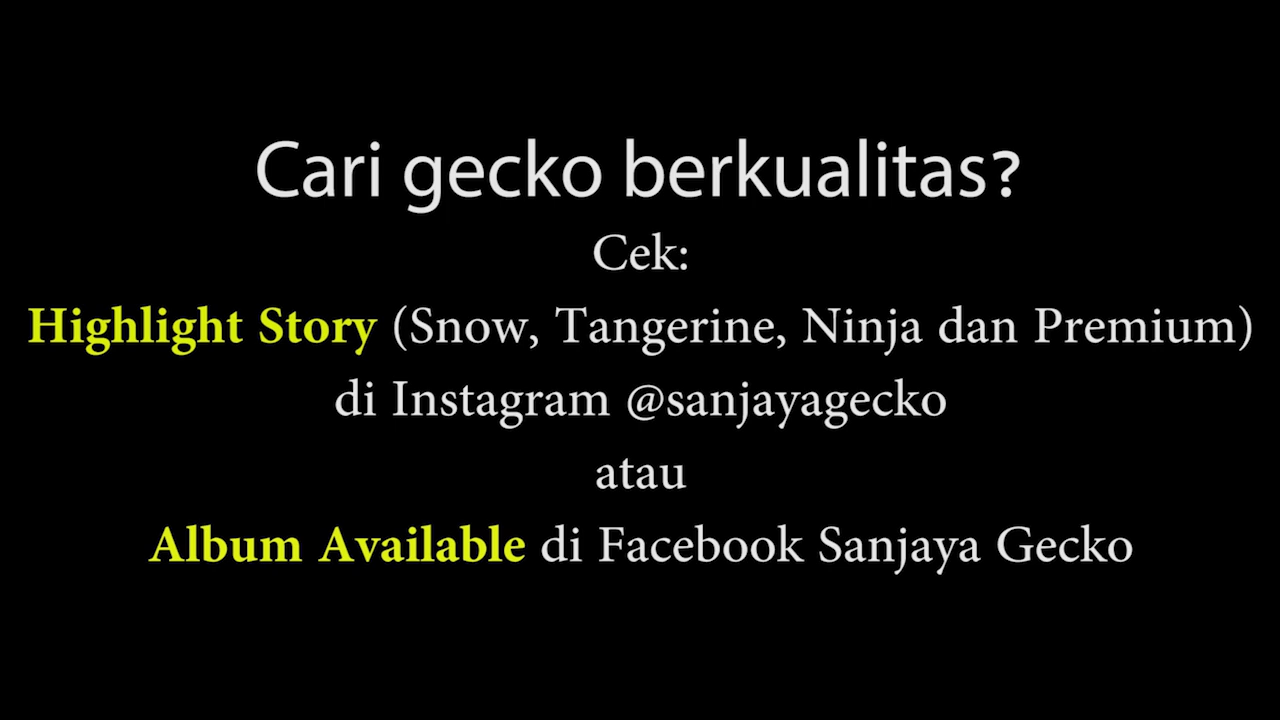 Cari gecko berkualitas?
Cek:
Highlight Story (Snow, Tangerine, Ninja dan Premium)
di Instagram @sanjayagecko
atau
Album Available di Facebook Sanjaya Gecko